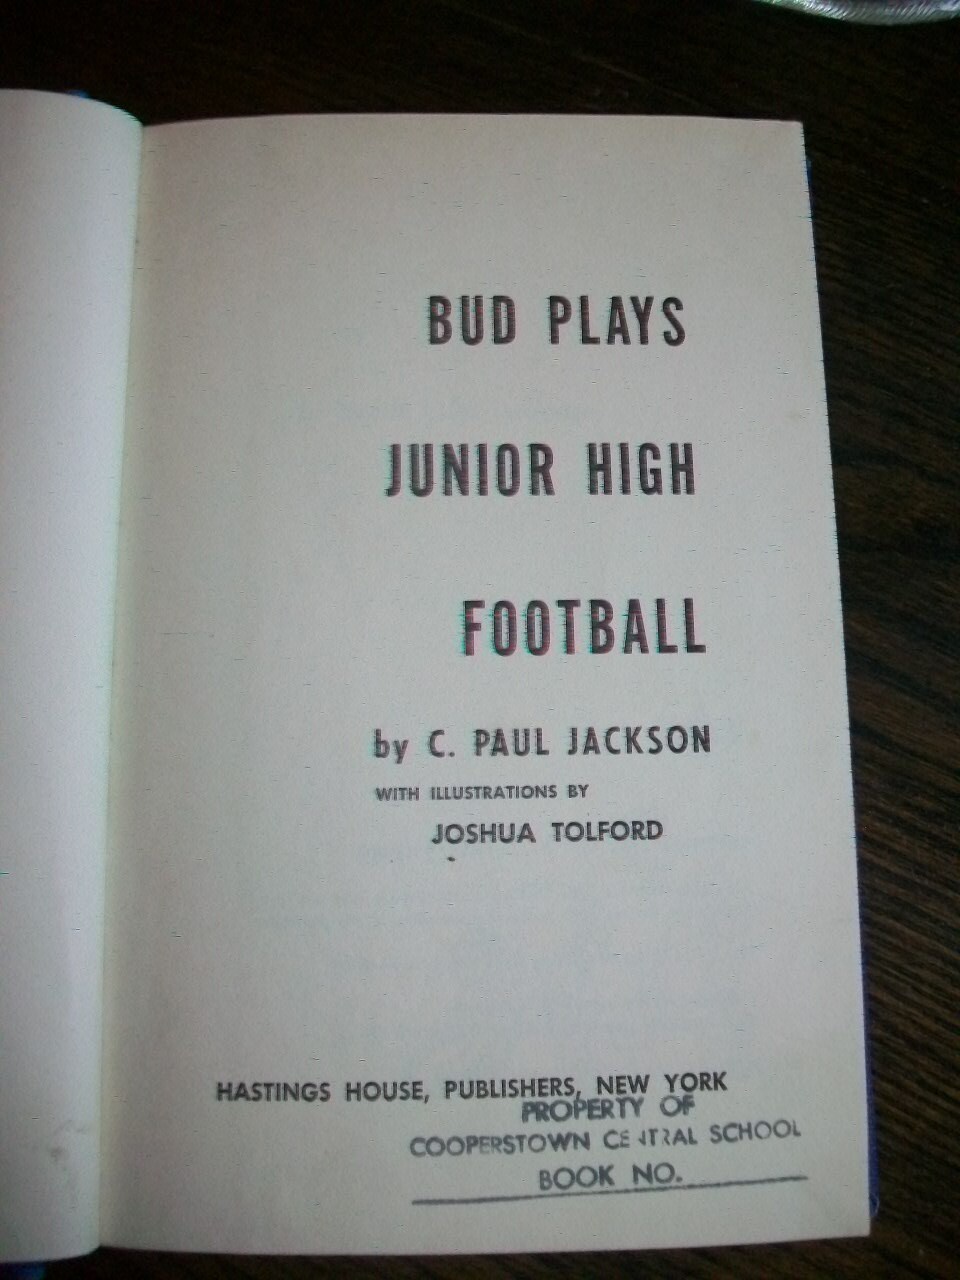 BUD PLAYS
JUNIOR HIGH
FOOTBALL
by C. PAUL JACKSON
WITH ILLUSTRATIONS BY
JOSHUA TOLFORD
HASTINGS HOUSE, PUBLISHERS, NEW YORK
PROPERTY OF
COOPERSTOWN CENTRAL SCHOOL
BOOK NO.